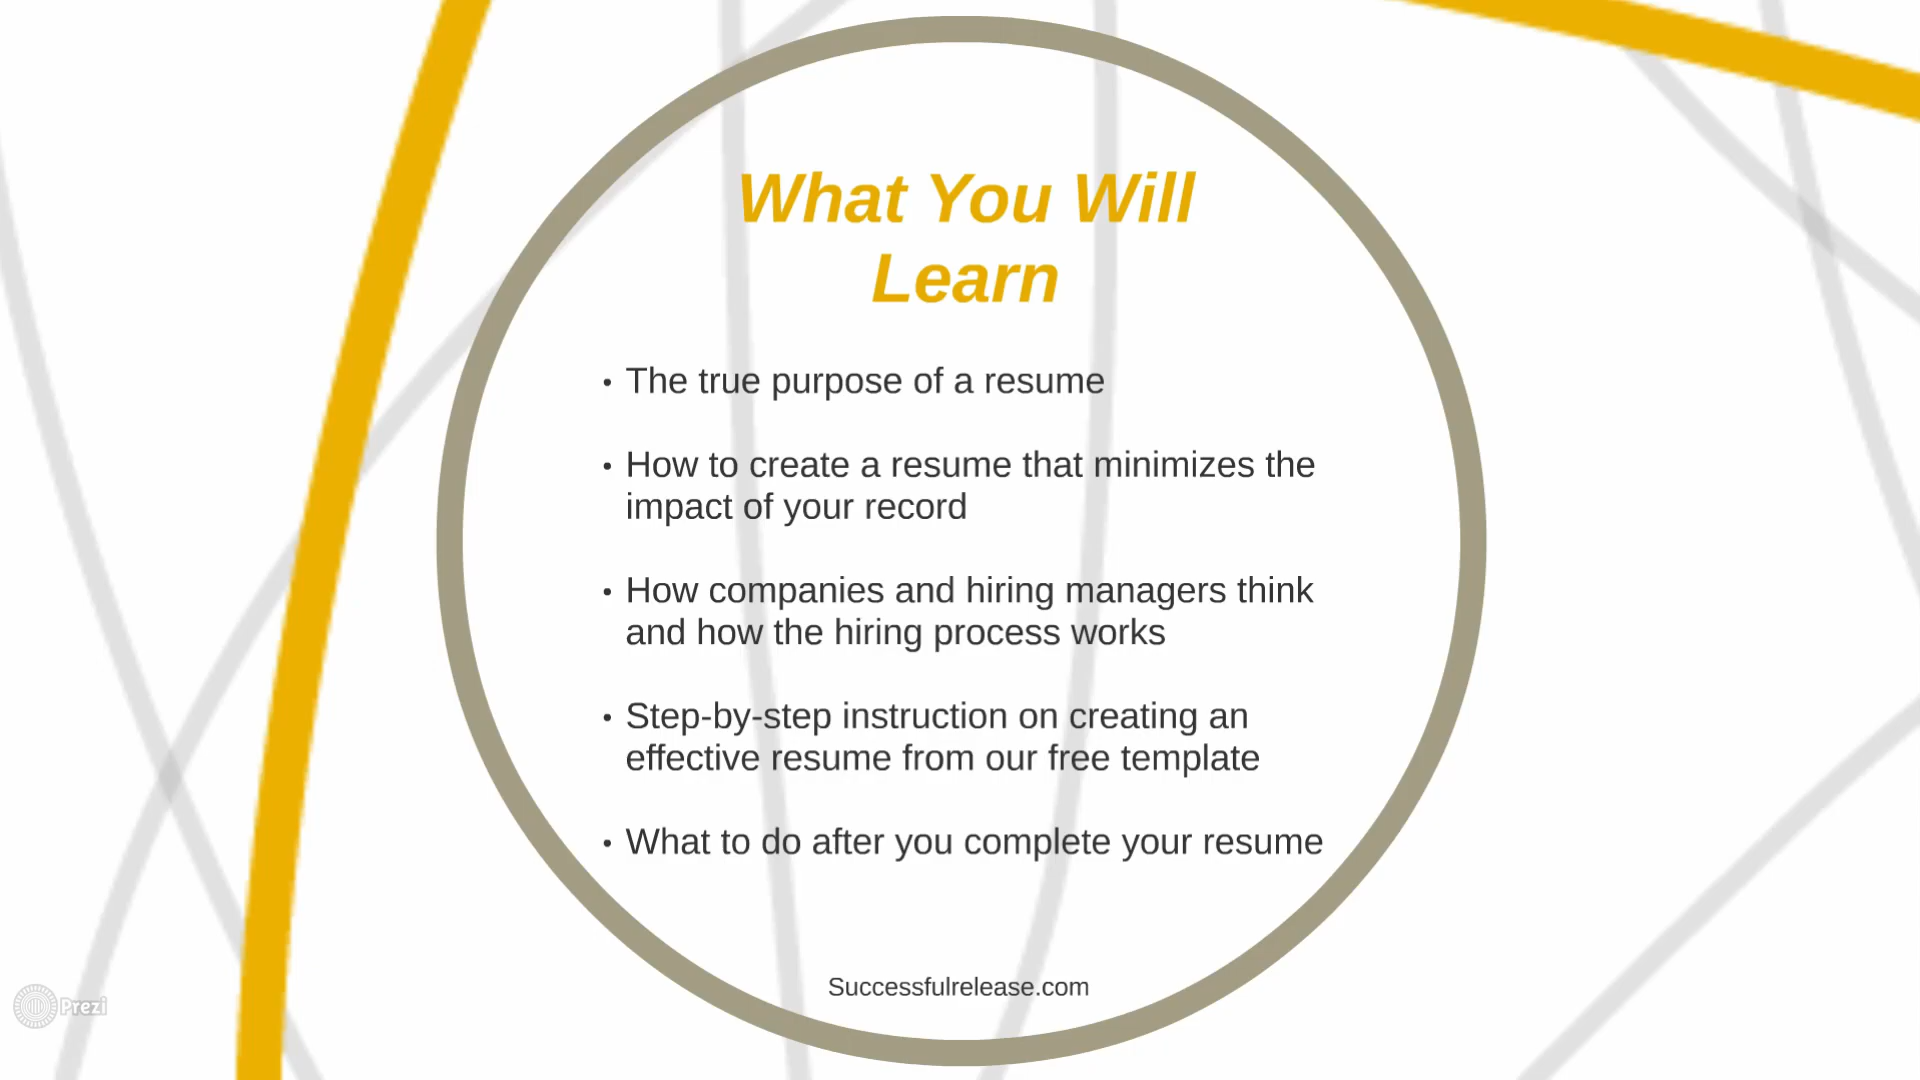 What You Will
Learn
• The true purpose of a resume
• How to create a resume that minimizes the
impact of your record
• How companies and hiring managers think
and how the hiring process works
• Step-by-step instruction on creating an
effective resume from our free template
• What to do after you complete your resume
Successfulrelease.com
Prezi